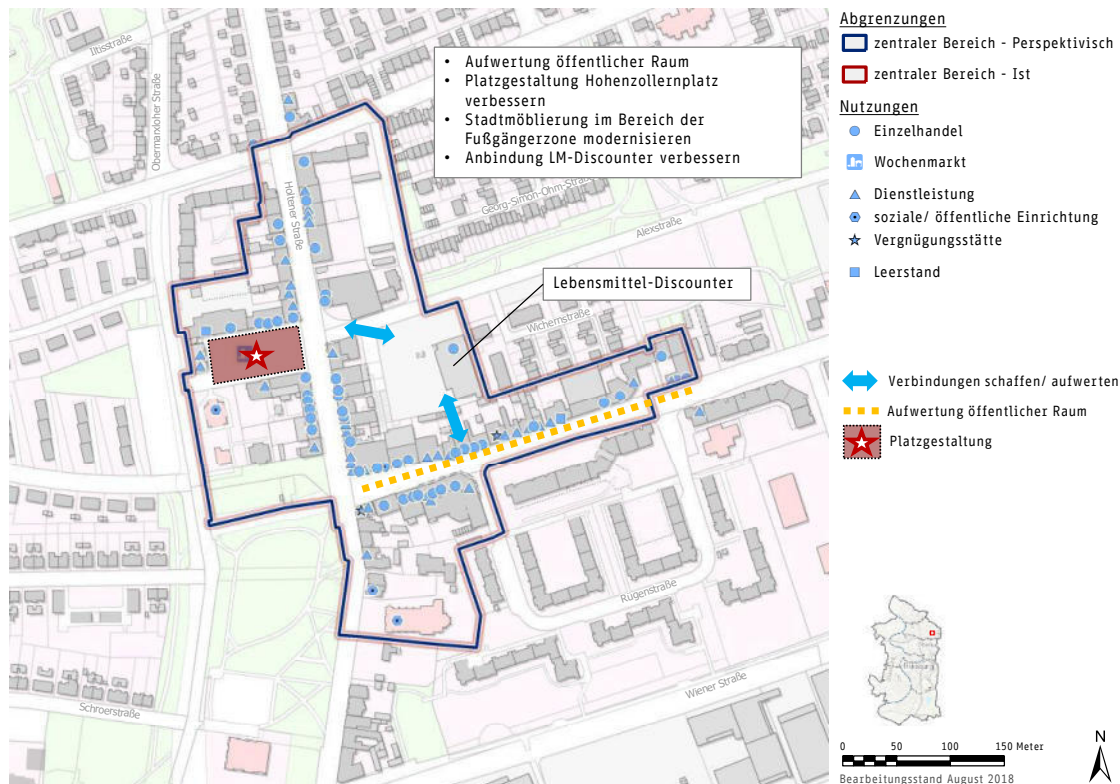 Iltisstraße
Obermarxloher Straße
Holtener Straße
• Aufwertung öffentlicher Raum
• Platzgestaltung Hohenzollernplatz
verbessern
• Stadtmöblierung im Bereich der
Fußgängerzone modernisieren
• Anbindung LM-Discounter verbessern
Georg-Simon-Ohm-Straße
Alexstraße
Lebensmittel-Discounter
Wichernstraße
Rügenstraße
Wiener Straße
Schroerstraße
Abgrenzungen
zentraler Bereich - Perspektivisch
zentraler Bereich - Ist
Nutzungen
Einzelhandel
Wochenmarkt
Dienstleistung
soziale/ öffentliche Einrichtung
Vergnügungsstätte
Leerstand
Verbindungen schaffen/ aufwerten
Aufwertung öffentlicher Raum
Platzgestaltung
0 50 100 150 Meter
N
Bearbeitungsstand August 2018